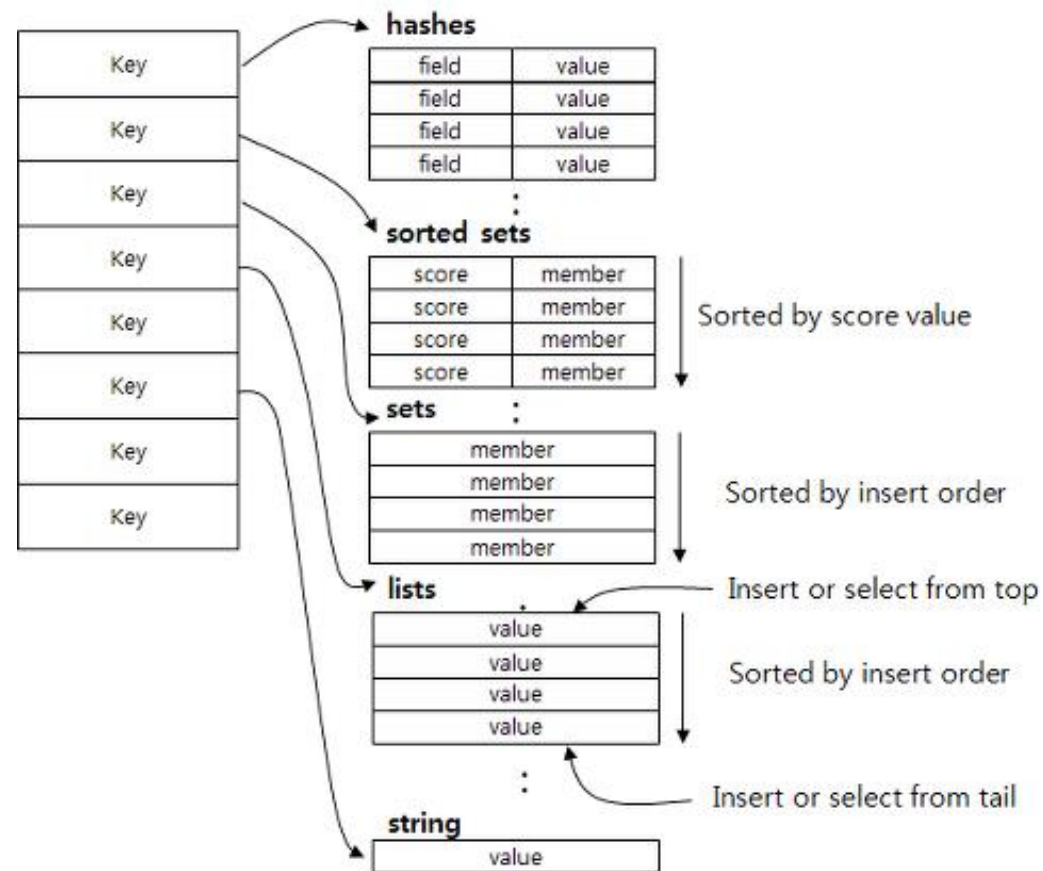 Key
Key
Key
Key
Key
Key
Key
Key
hashes
field value
field value
field value
field value
sorted sets
score member
score member
score member
score member
Sorted by score value
sets
member
member
member
member
Sorted by insert order
lists
Insert or select from top
value
value
value
value
Sorted by insert order
Insert or select from tail
string
value